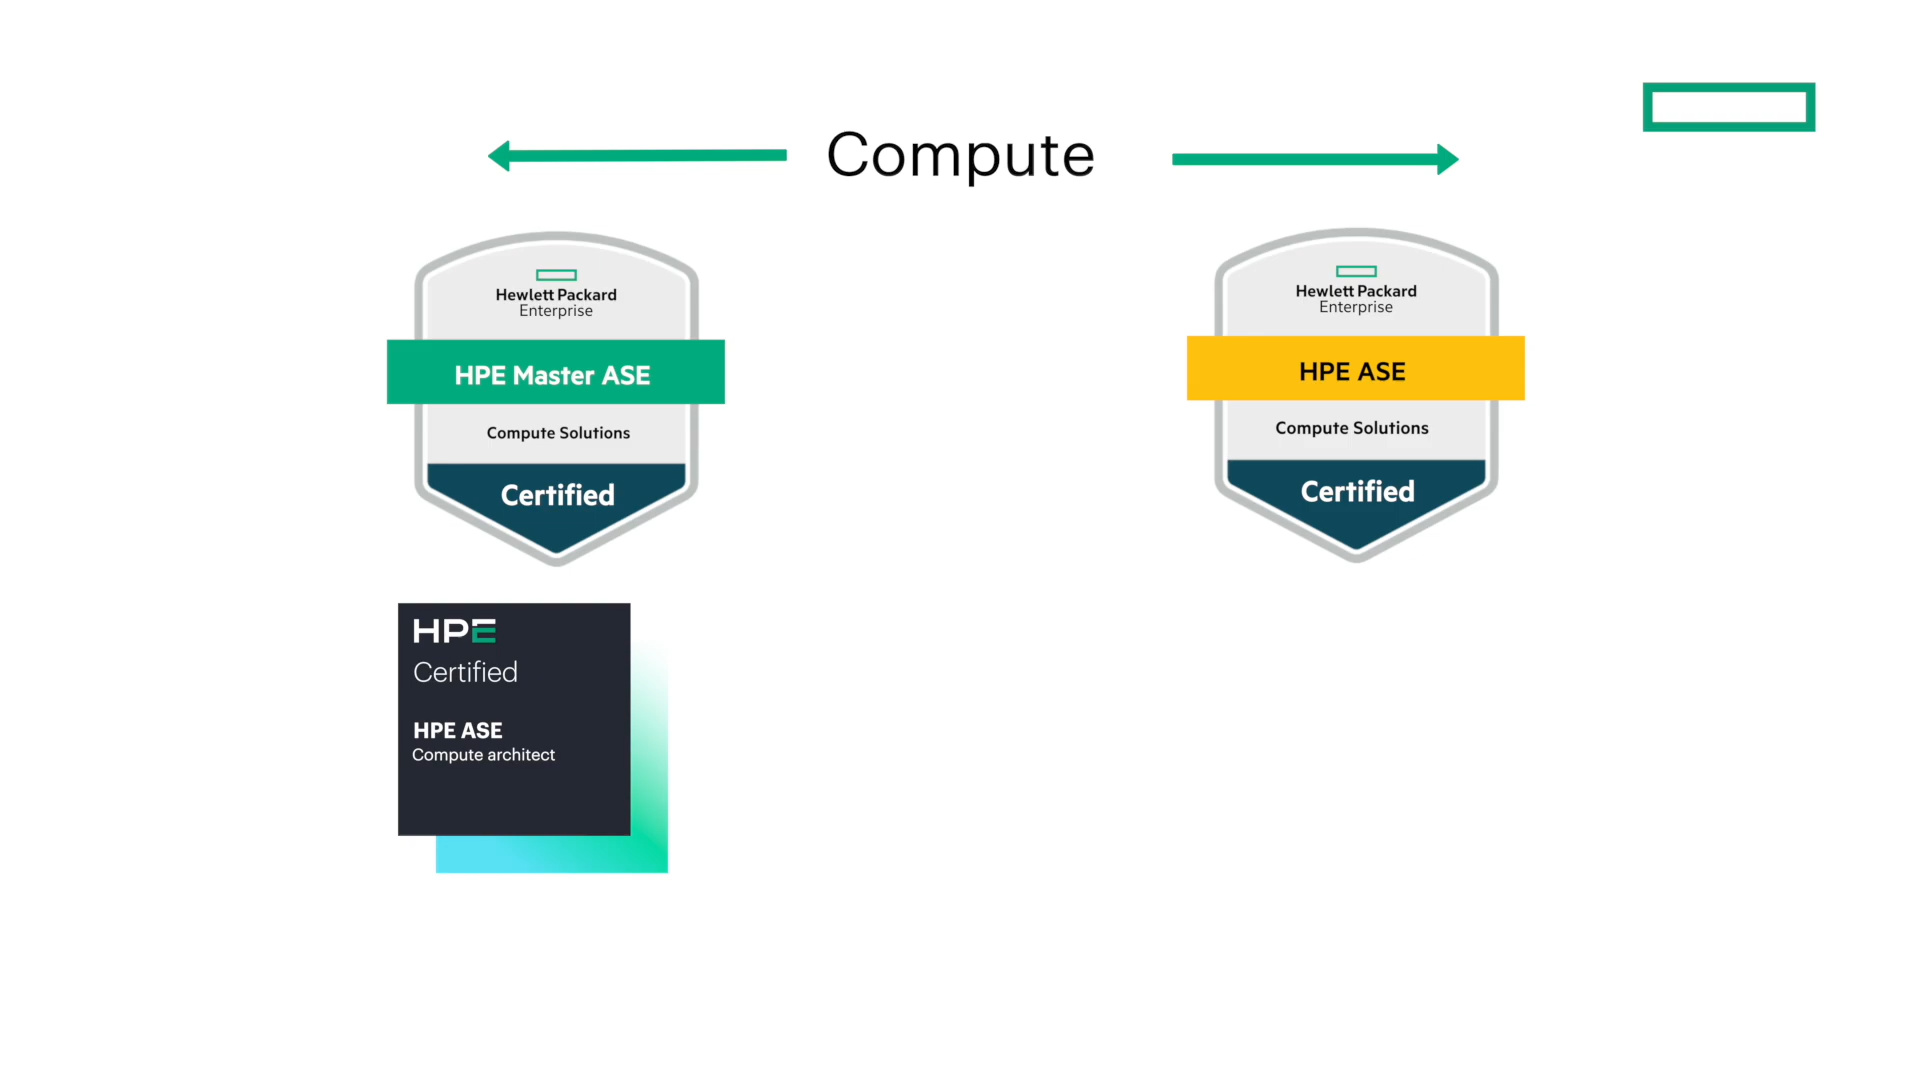 Compute
Hewlett Packard
Enterprise
HPE Master ASE
Compute Solutions
Certified
Hewlett Packard
Enterprise
HPE ASE
Compute Solutions
Certified
HPE
Certified
HPE ASE
Compute architect